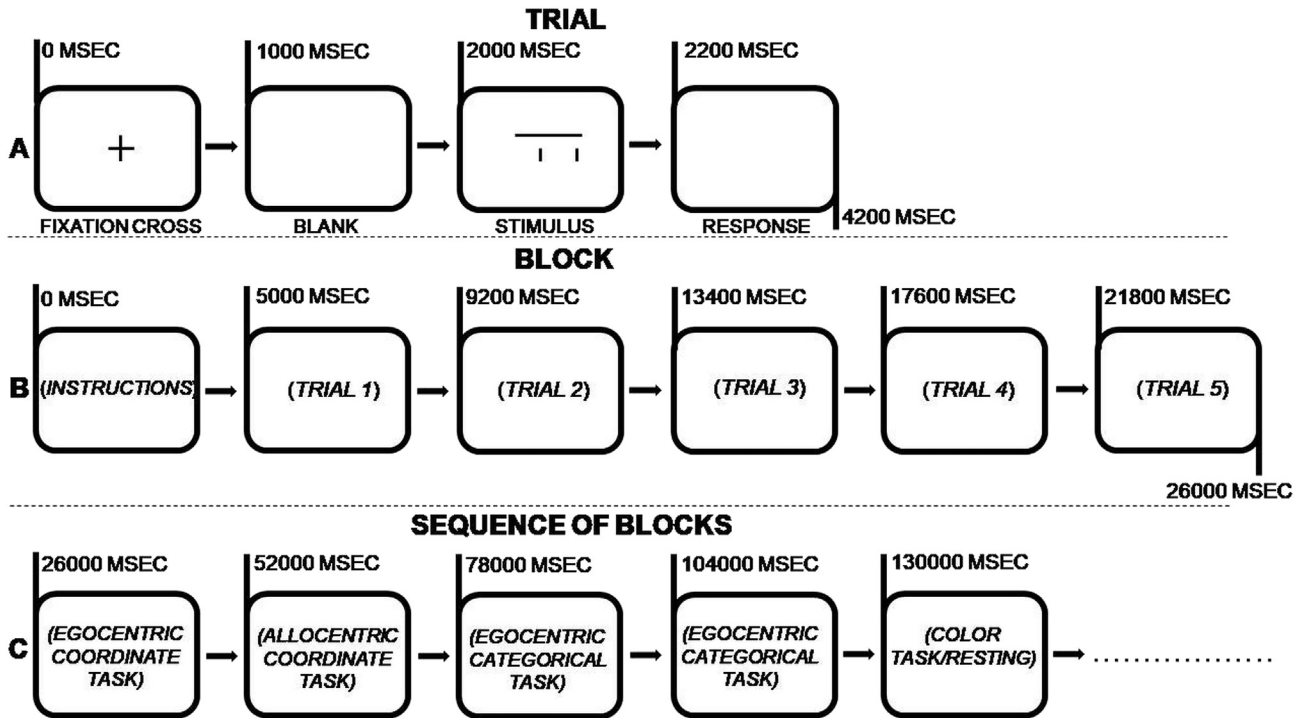 TRIAL
0 MSEC
1000 MSEC
2000 MSEC
2200 MSEC
A
FIXATION CROSS
BLANK
STIMULUS
RESPONSE
4200 MSEC
BLOCK
0 MSEC
5000 MSEC
9200 MSEC
13400 MSEC
17600 MSEC
21800 MSEC
B
(INSTRUCTIONS)
(TRIAL 1)
(TRIAL 2)
(TRIAL 3)
(TRIAL 4)
(TRIAL 5)
26000 MSEC
SEQUENCE OF BLOCKS
26000 MSEC
52000 MSEC
78000 MSEC
104000 MSEC
130000 MSEC
C
(EGOCENTRIC
COORDINATE
TASK)
(ALLOCENTRIC
COORDINATE
TASK)
(EGOCENTRIC
CATEGORICAL
TASK)
(EGOCENTRIC
CATEGORICAL
TASK)
(COLOR
TASK/RESTING)